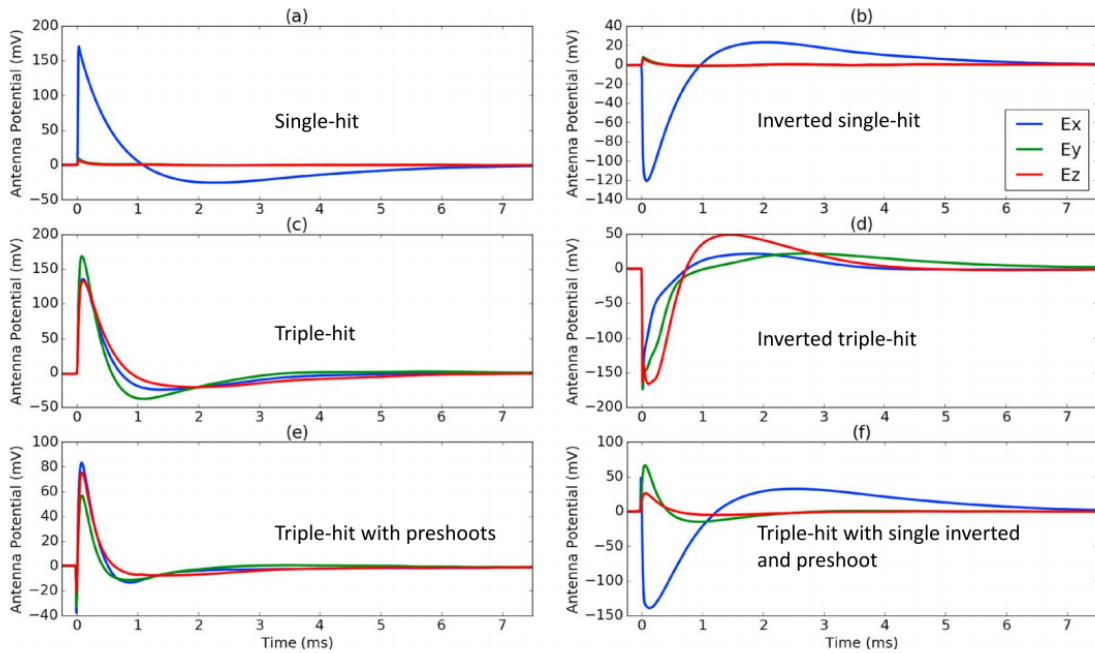 (a)
Antenna Potential (mV)
200
150
100
50
0
−50
Single-hit
0 1 2 3 4 5 6 7
(b)
Antenna Potential (mV)
40
20
0
−20
−40
−60
−80
−100
−120
−140
Inverted single-hit
Ex
Ey
Ez
0 1 2 3 4 5 6 7
(c)
Antenna Potential (mV)
200
150
100
50
0
−50
Triple-hit
0 1 2 3 4 5 6 7
(d)
Antenna Potential (mV)
50
0
−50
−100
−150
−200
Inverted triple-hit
0 1 2 3 4 5 6 7
(e)
Antenna Potential (mV)
100
80
60
40
20
0
−20
−40
Triple-hit with preshoots
0 1 2 3 4 5 6 7
Time (ms)
(f)
Antenna Potential (mV)
100
50
0
−50
−100
−150
Triple-hit with single inverted
and preshoot
0 1 2 3 4 5 6 7
Time (ms)